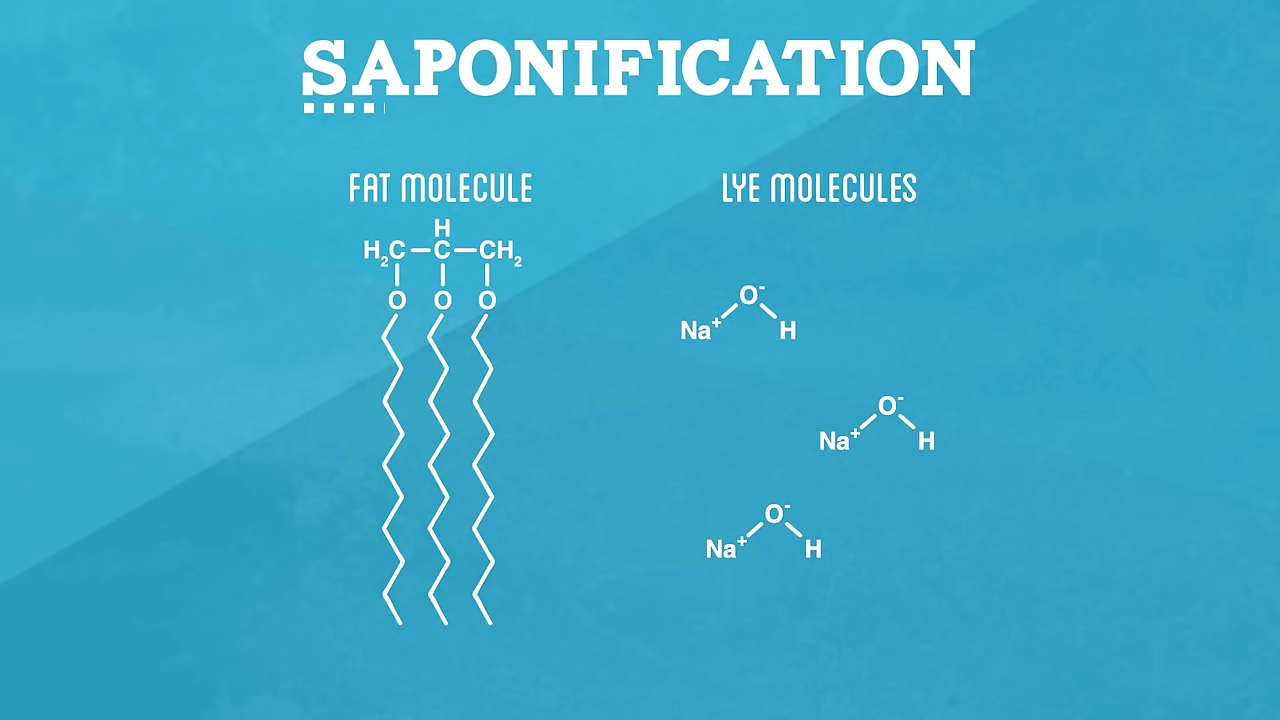 SAPONIFICATION
FAT MOLECULE
LYE MOLECULES
H
H₂C — C — CH₂
O O O
O⁻
Na⁺ H
O⁻
Na⁺ H
O⁻
Na⁺ H